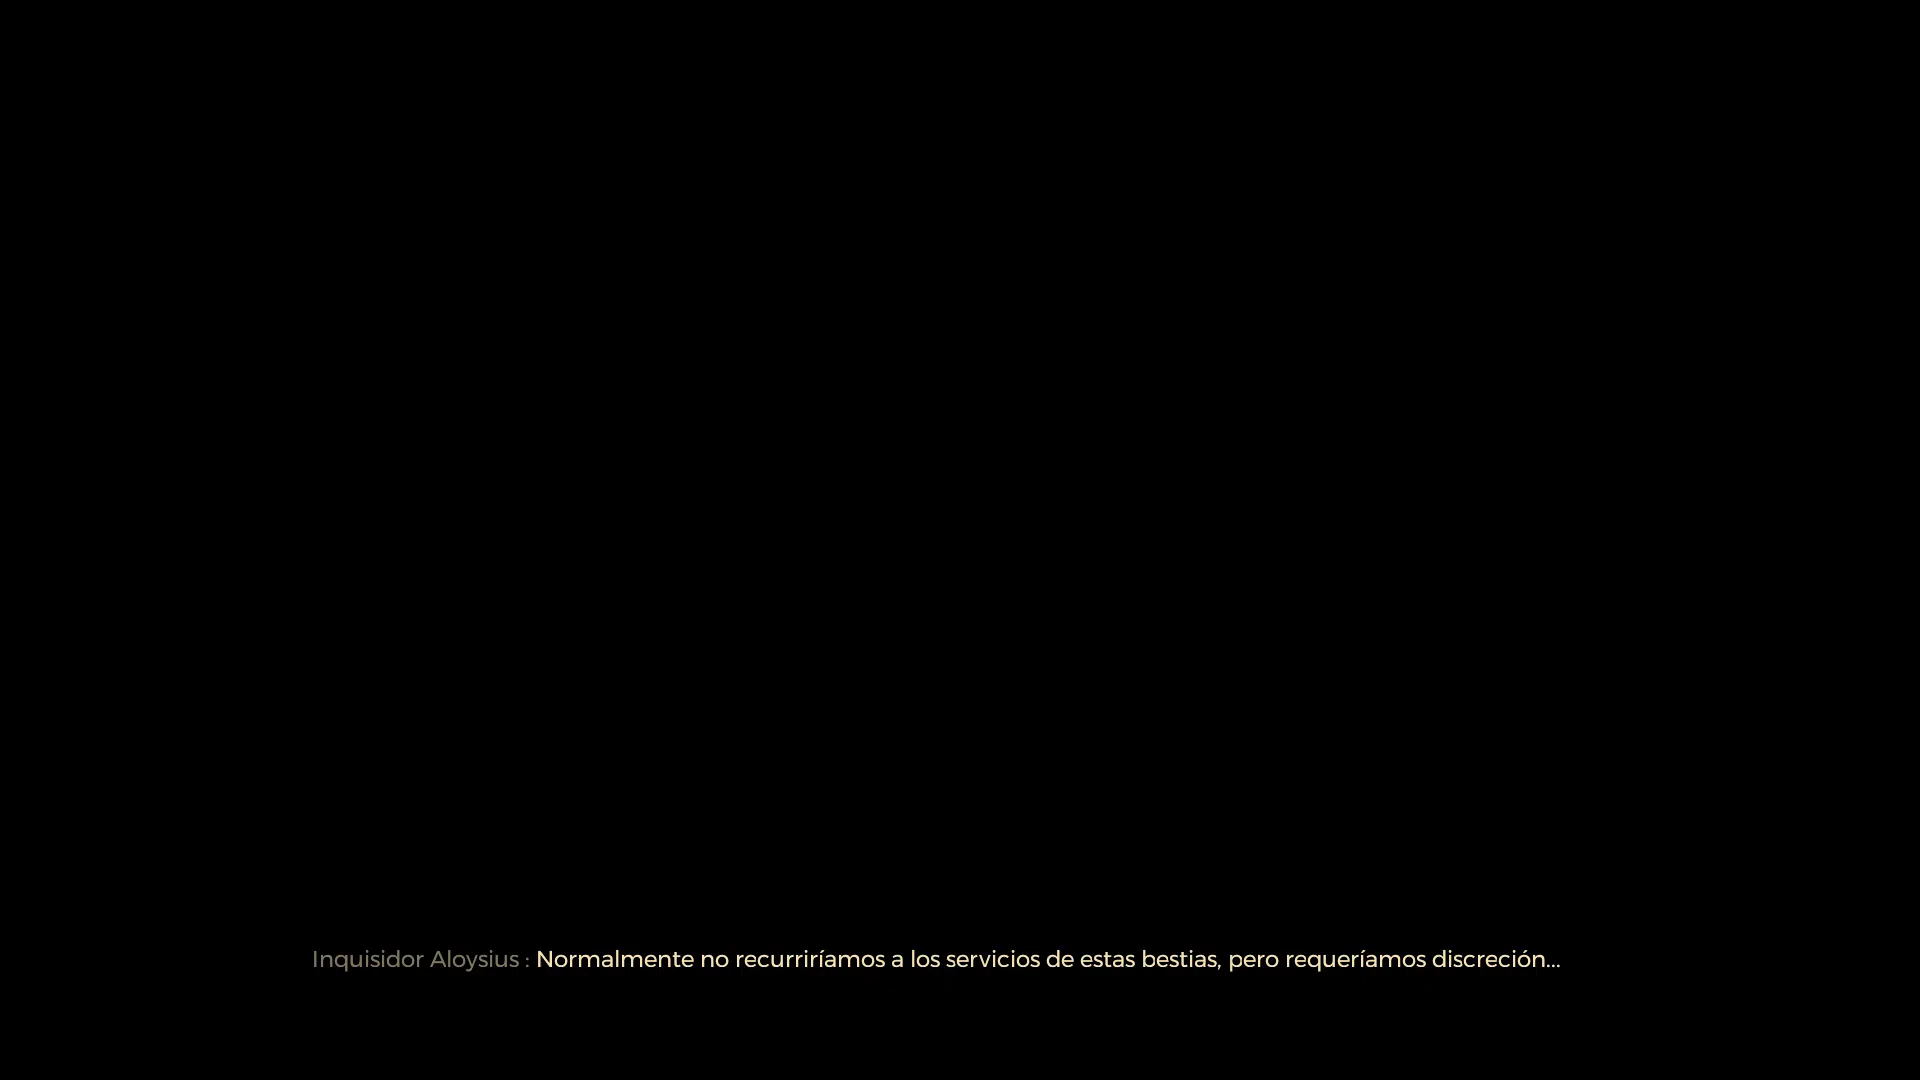 Inquisidor Aloysius : Normalmente no recurriríamos a los servicios de estas bestias, pero requeríamos discreción...